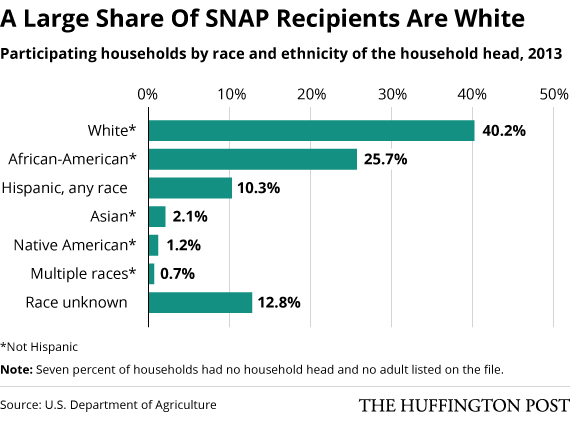 A Large Share Of SNAP Recipients Are White
Participating households by race and ethnicity of the household head, 2013
0% 10% 20% 30% 40% 50%
White* 40.2%
African-American* 25.7%
Hispanic, any race 10.3%
Asian* 2.1%
Native American* 1.2%
Multiple races* 0.7%
Race unknown 12.8%
*Not Hispanic
Note: Seven percent of households had no household head and no adult listed on the file.
Source: U.S. Department of Agriculture THE HUFFINGTON POST